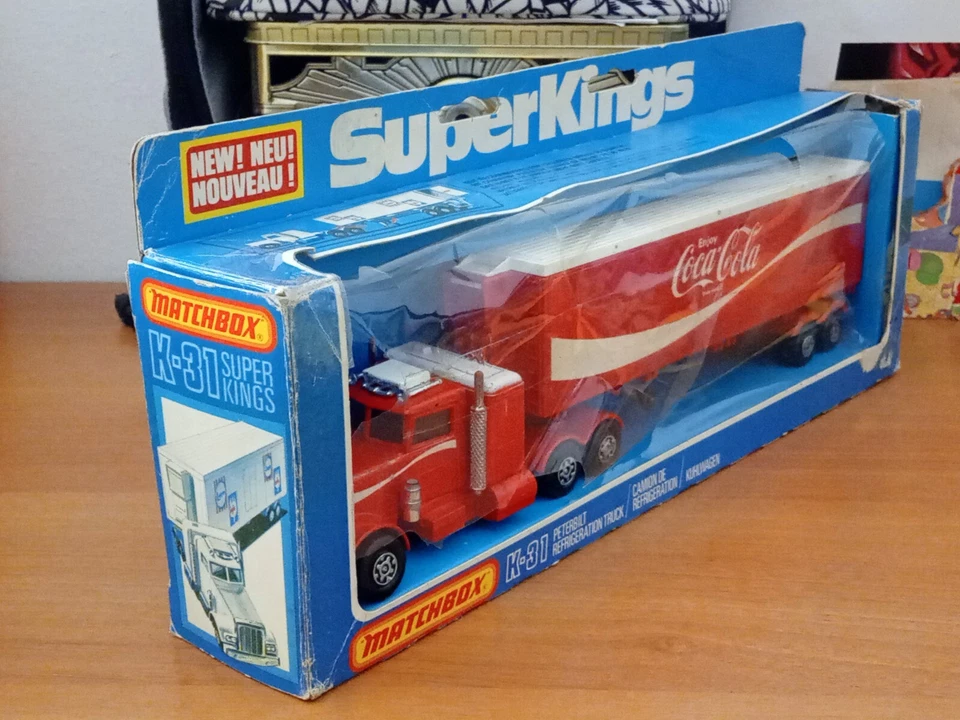 SuperKings
NEW! NEU!
NOUVEAU!
MATCHBOX
K-31 SUPER
KINGS
Enjoy
Coca-Cola
MATCHBOX
K-31
PETERBILT
REFRIGERATION TRUCK
CAMION DE
REFRIGERATION
KUHLWAGEN